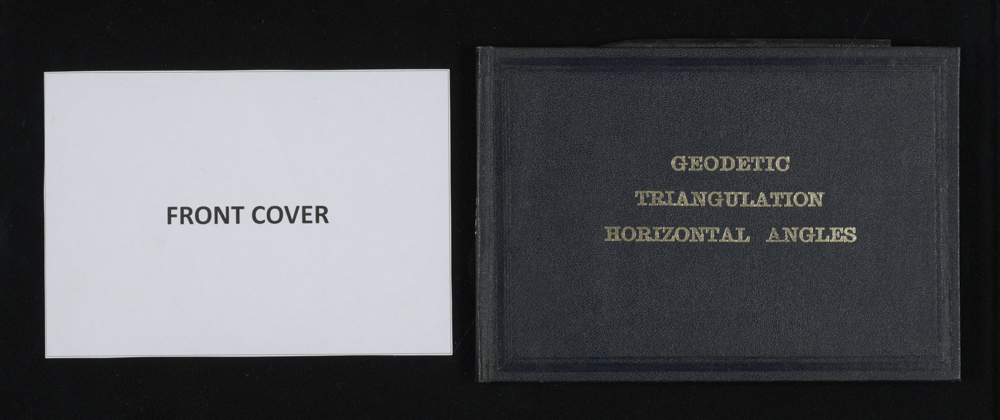 FRONT COVER
GEODETIC
TRIANGULATION
HORIZONTAL ANGLES